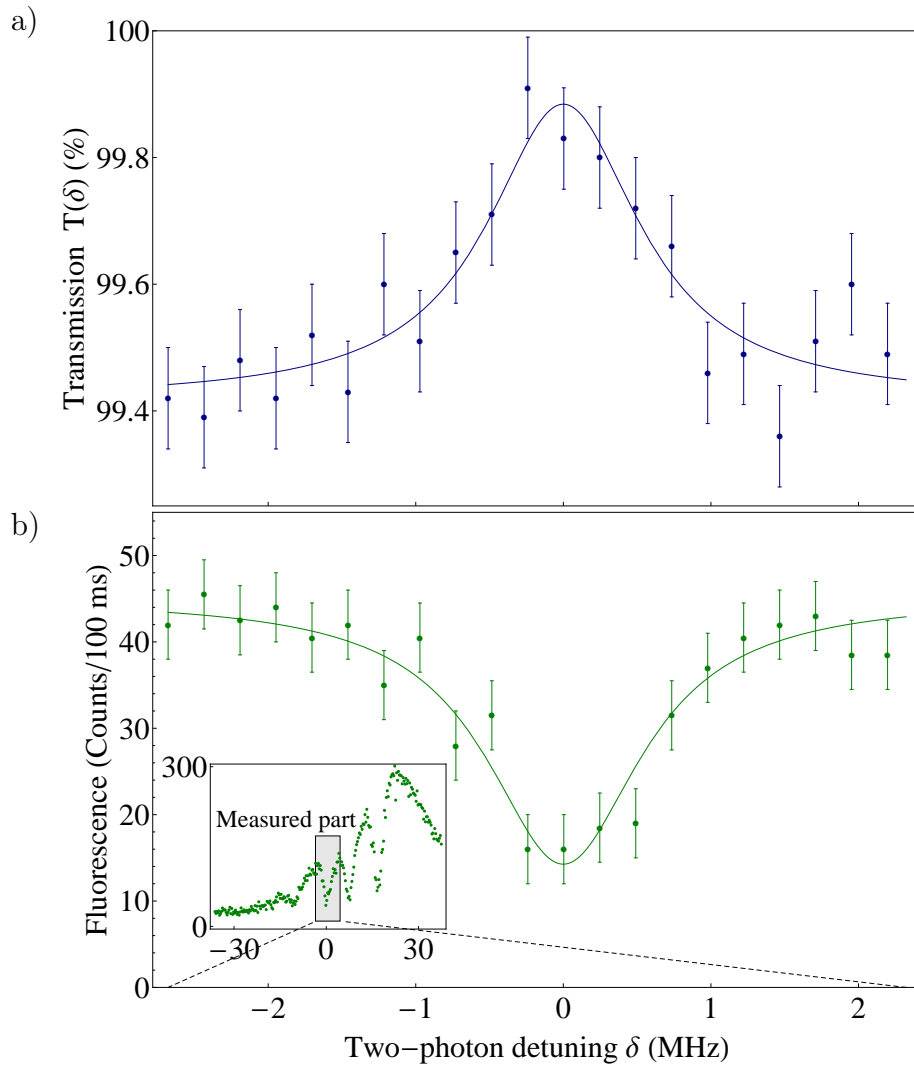 a)
100
99.8
99.6
99.4
Transmission T(δ) (%)
b)
50
40
30
20
10
0
Fluorescence (Counts/100 ms)
300
0
Measured part
−30 0 30
−2 −1 0 1 2
Two−photon detuning δ (MHz)